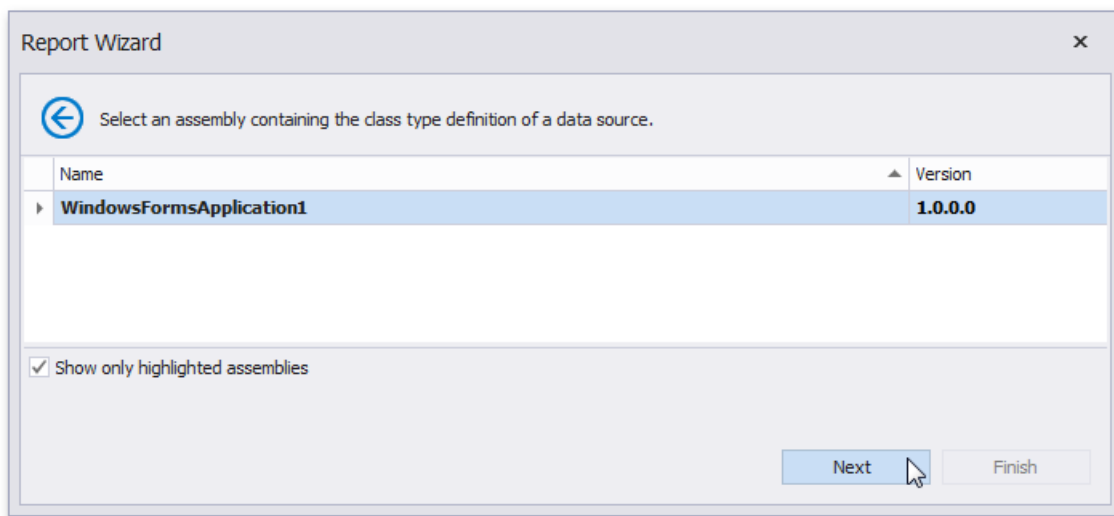 Report Wizard
Select an assembly containing the class type definition of a data source.
Name Version
WindowsFormsApplication1 1.0.0.0
Show only highlighted assemblies
Next Finish